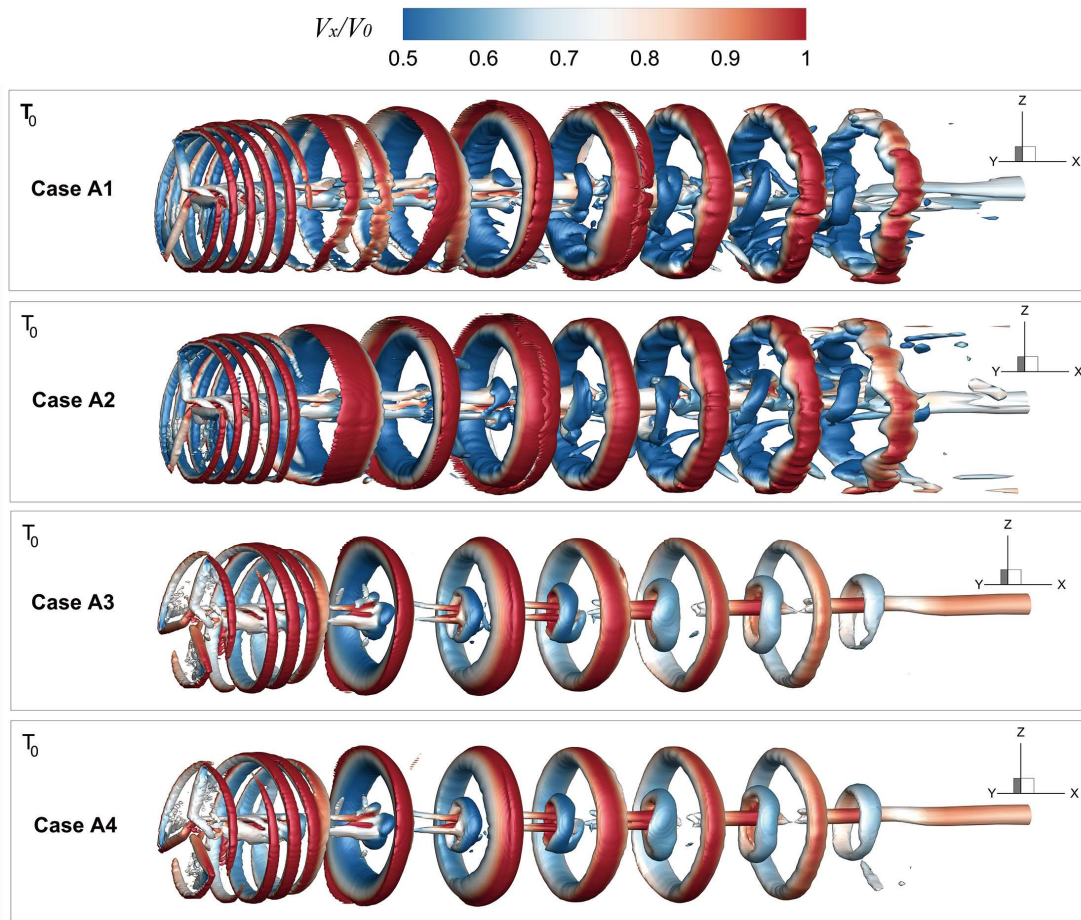 Vx/V0
0.5 0.6 0.7 0.8 0.9 1
T0
Z
Y X
Case A1
T0
Z
Y X
Case A2
T0
Z
Y X
Case A3
T0
Z
Y X
Case A4